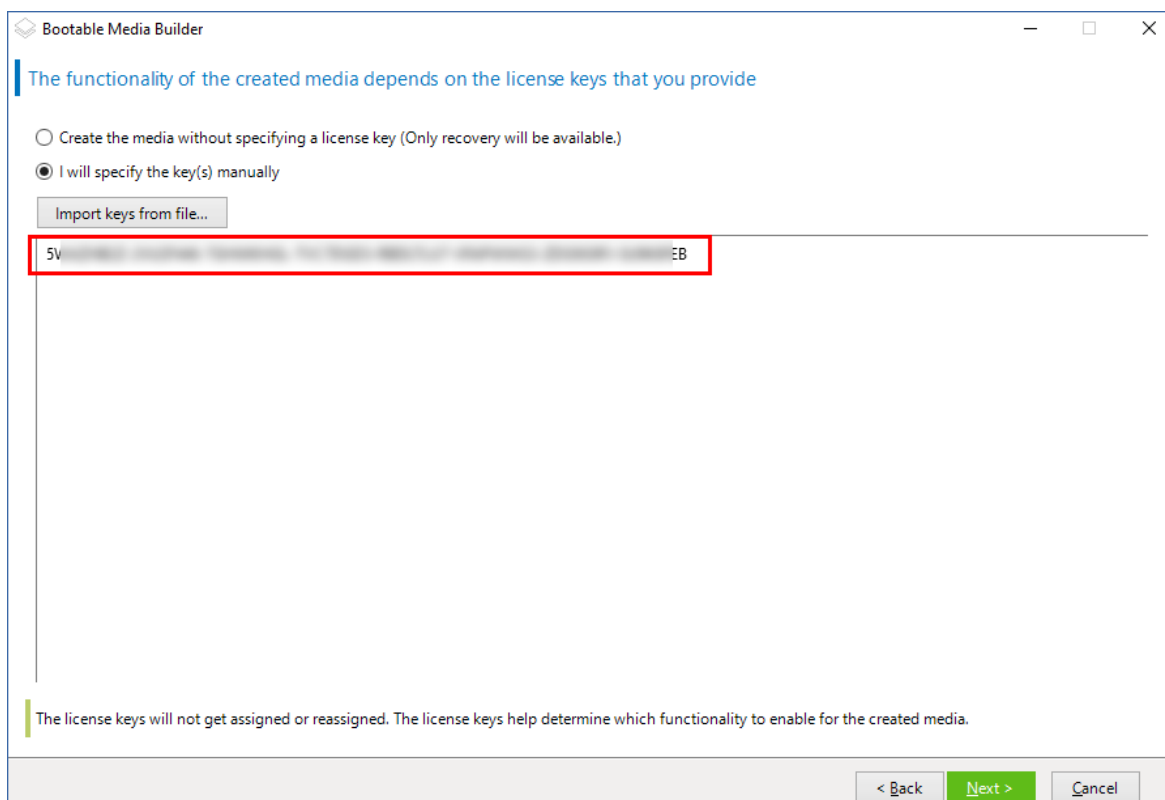 Bootable Media Builder
The functionality of the created media depends on the license keys that you provide
Create the media without specifying a license key (Only recovery will be available.)
I will specify the key(s) manually
Import keys from file...
The license keys will not get assigned or reassigned. The license keys help determine which functionality to enable for the created media.
< Back Next > Cancel